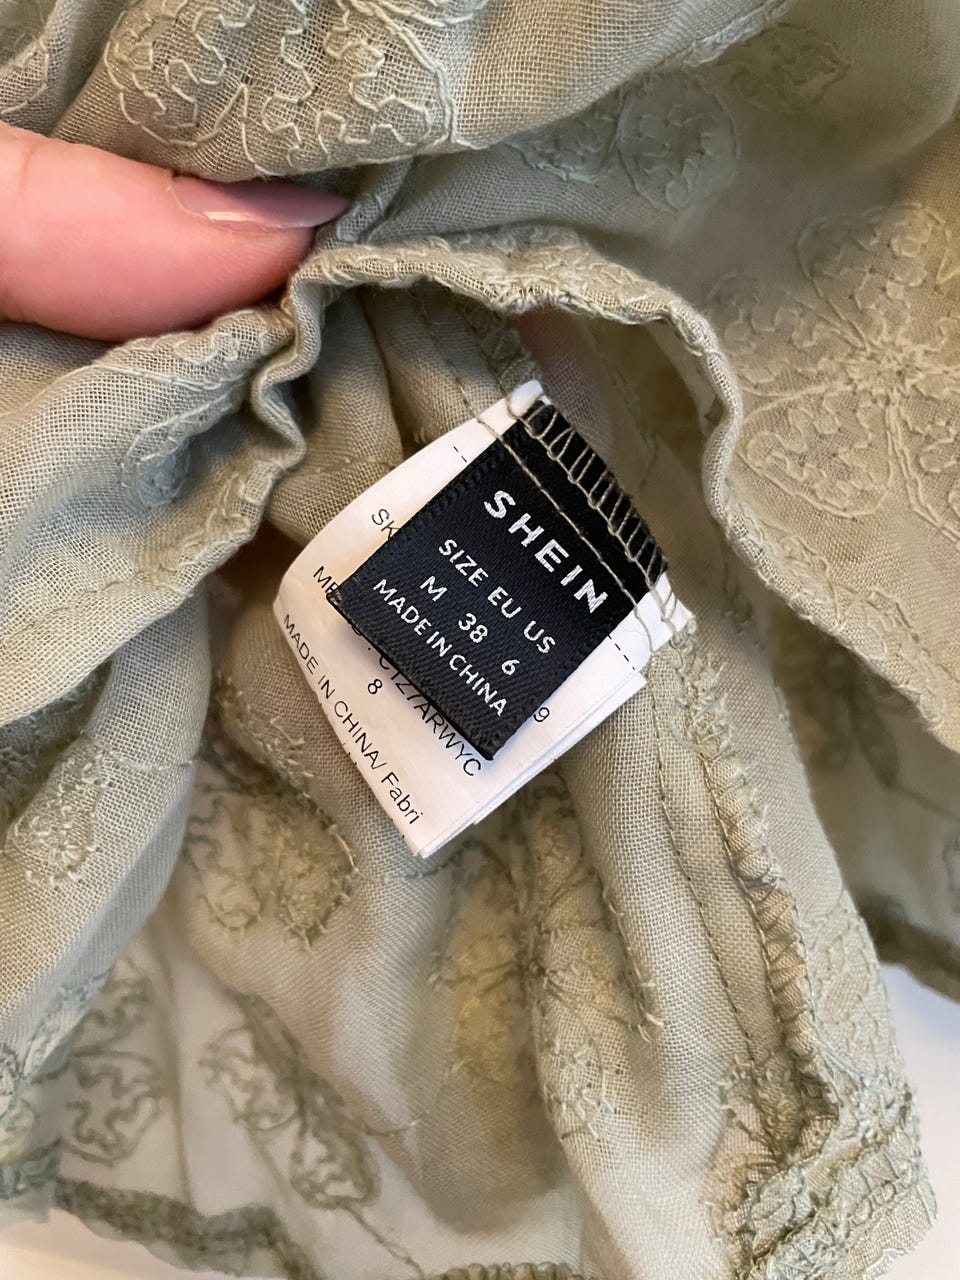 SHEIN
SIZE EU US
M 38 6
MADE IN CHINA
8
MADE IN CHINA/ Fabri